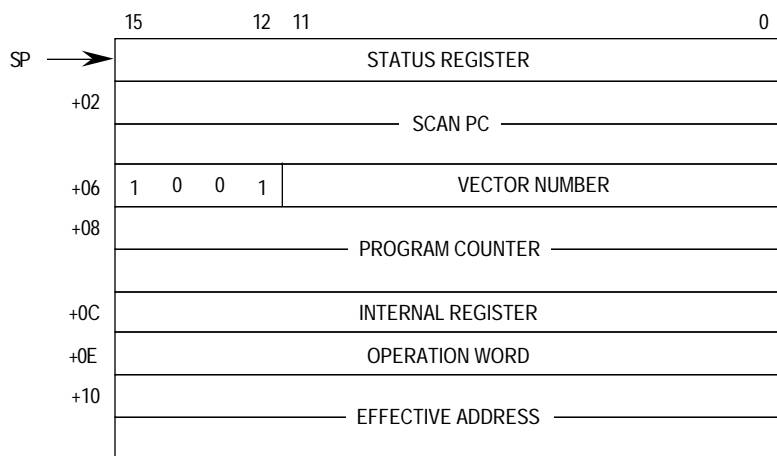 15 12 11 0
SP STATUS REGISTER
+02
SCAN PC
+06 1 0 0 1 VECTOR NUMBER
+08
PROGRAM COUNTER
+0C INTERNAL REGISTER
+0E OPERATION WORD
+10
EFFECTIVE ADDRESS